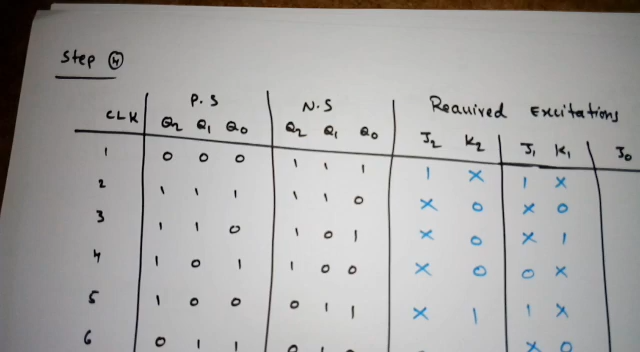 Step ④
P.S N.S Required Excitations
CLK Q2 Q1 Q0 Q2 Q1 Q0 J2 K2 J1 K1 J0
1 0 0 0 1 1 1 1 X 1 X
2 1 1 1 1 1 0 X 0 X 0
3 1 1 0 1 0 1 X 0 X 1
4 1 0 1 1 0 0 X 0 0 X
5 1 0 0 0 1 1 X 1 1 X
6 0 1 1 0 1 0 X 0